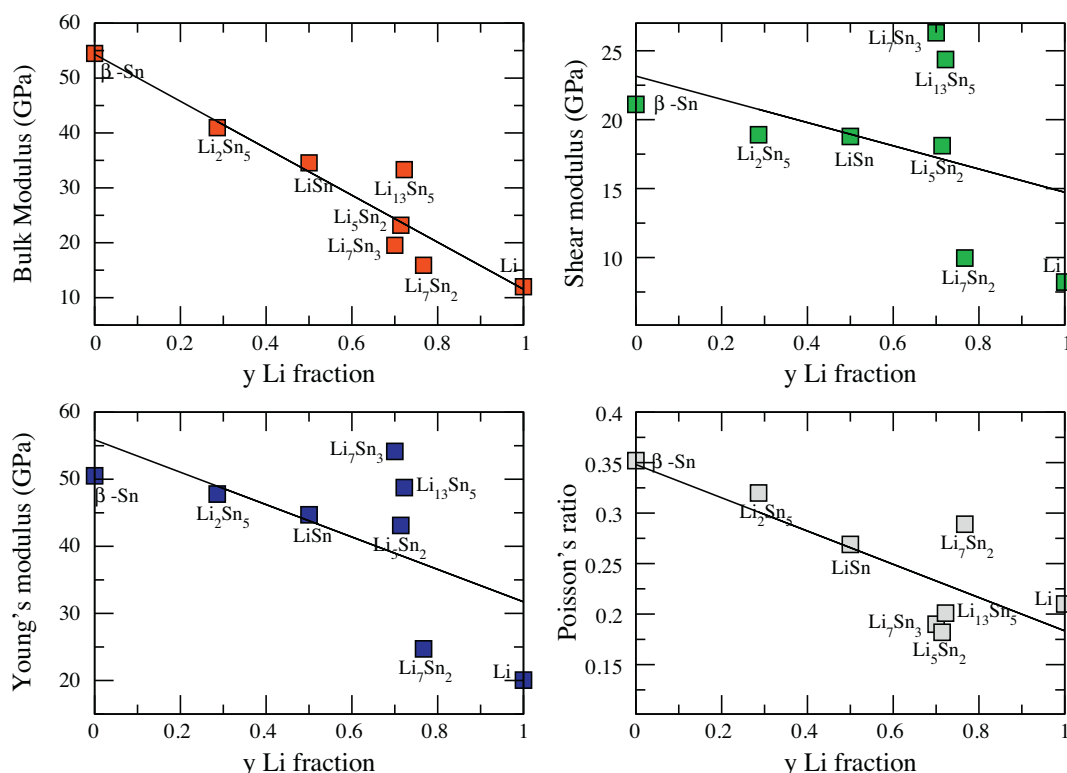 Bulk Modulus (GPa)
60
50
40
30
20
10
β -Sn
Li₂Sn₅
LiSn
Li₁₃Sn₅
Li₅Sn₂
Li₇Sn₃
Li₇Sn₂
Li
0 0.2 0.4 0.6 0.8 1
y Li fraction
Shear modulus (GPa)
25
20
15
10
Li₇Sn₃
Li₁₃Sn₅
β -Sn
Li₂Sn₅
LiSn
Li₅Sn₂
Li₇Sn₂
Li
0 0.2 0.4 0.6 0.8 1
y Li fraction
Young's modulus (GPa)
60
50
40
30
20
Li₇Sn₃
Li₁₃Sn₅
β -Sn
Li₂Sn₅
LiSn
Li₅Sn₂
Li₇Sn₂
Li
0 0.2 0.4 0.6 0.8 1
y Li fraction
Poisson's ratio
0.4
0.35
0.3
0.25
0.2
0.15
β -Sn
Li₂Sn₅
Li₇Sn₂
LiSn
Li
Li₁₃Sn₅
Li₇Sn₃
Li₅Sn₂
0 0.2 0.4 0.6 0.8 1
y Li fraction